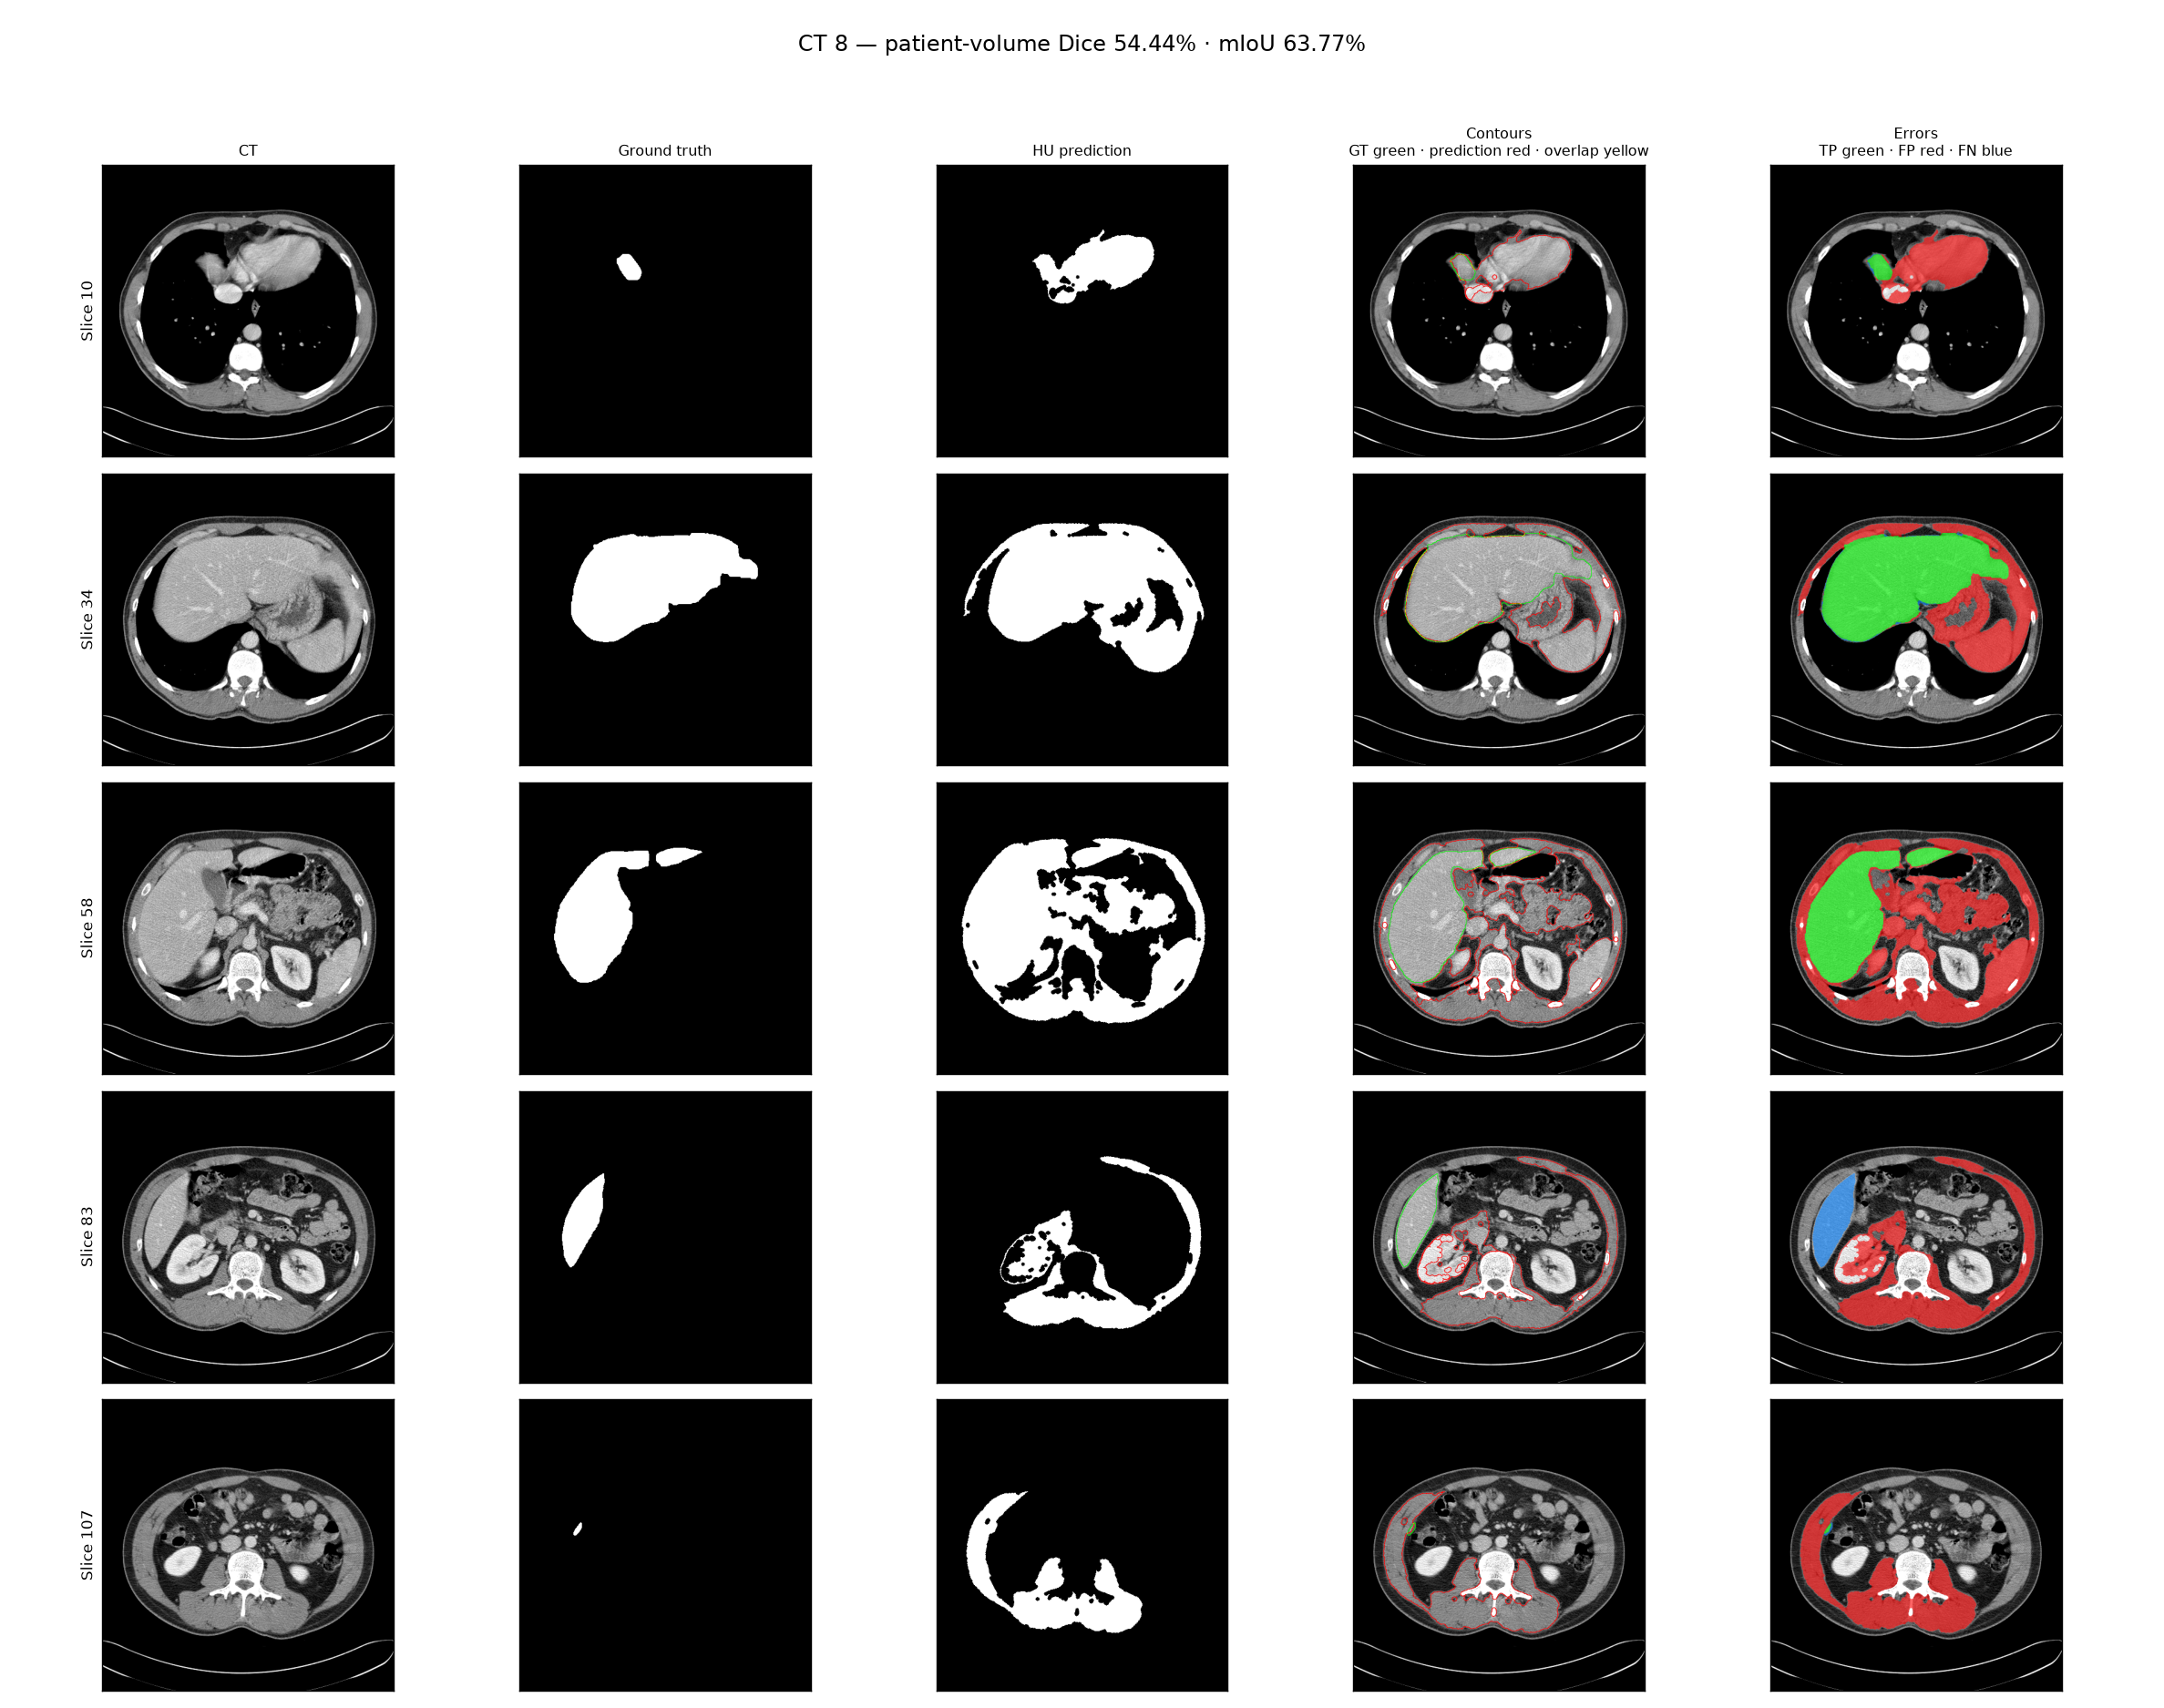 CT 8 — patient-volume Dice 54.44% · mIoU 63.77%
CT
Ground truth
HU prediction
Contours
GT green · prediction red · overlap yellow
Errors
TP green · FP red · FN blue
Slice 10
Slice 34
Slice 58
Slice 83
Slice 107